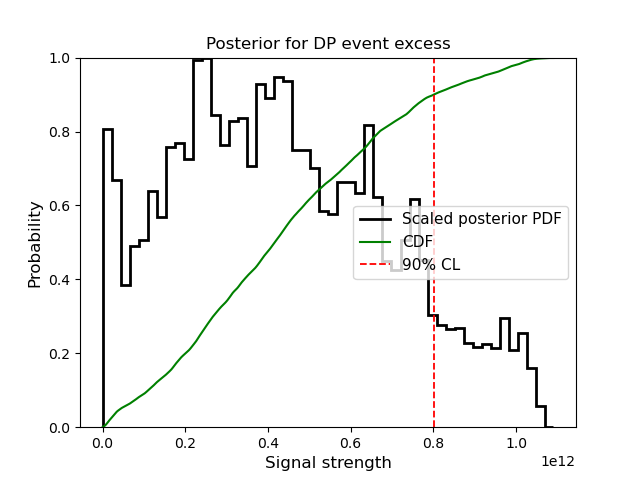 Posterior for DP event excess
1.0
0.8
0.6
0.4
0.2
0.0
Probability
Scaled posterior PDF
CDF
90% CL
0.0 0.2 0.4 0.6 0.8 1.0
1e12
Signal strength